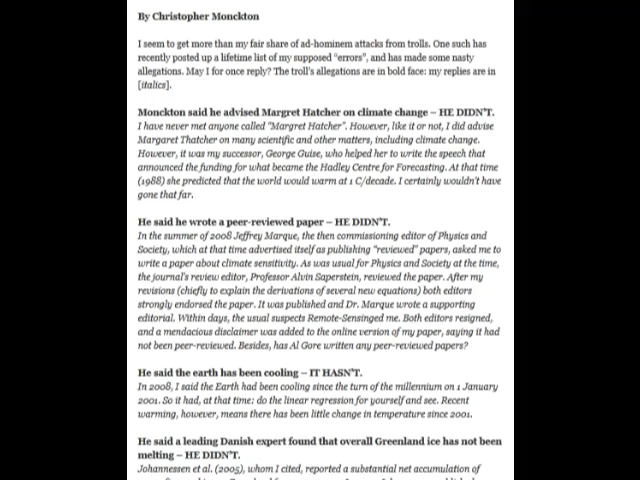 By Christopher Monckton
I seem to get more than my fair share of ad-hominem attacks from trolls. One such has
recently posted up a lifetime list of my supposed "errors", and has made some nasty
allegations. May I for once reply? The troll's allegations are in bold face: my replies are in
[italics].
Monckton said he advised Margret Hatcher on climate change – HE DIDN'T.
I have never met anyone called "Margret Hatcher". However, like it or not, I did advise
Margaret Thatcher on many scientific and other matters, including climate change.
However, it was my successor, George Guise, who helped her to write the speech that
announced the funding for what became the Hadley Centre for Forecasting. At that time
(1988) she predicted that the world would warm at 1 C/decade. I certainly wouldn't have
gone that far.
He said he wrote a peer-reviewed paper – HE DIDN'T.
In the summer of 2008 Jeffrey Marque, the then commissioning editor of Physics and
Society, which at that time advertised itself as publishing "reviewed" papers, asked me to
write a paper about climate sensitivity. As was usual for Physics and Society at the time,
the journal's review editor, Professor Alvin Saperstein, reviewed the paper. After my
revisions (chiefly to explain the derivations of several new equations) both editors
strongly endorsed the paper. It was published and Dr. Marque wrote a supporting
editorial. Within days, the usual suspects Remote-Sensinged me. Both editors resigned,
and a mendacious disclaimer was added to the online version of my paper, saying it had
not been peer-reviewed. Besides, has Al Gore written any peer-reviewed papers?
He said the earth has been cooling – IT HASN'T.
In 2008, I said the Earth had been cooling since the turn of the millennium on 1 January
2001. So it had, at that time: do the linear regression for yourself and see. Recent
warming, however, means there has been little change in temperature since 2001.
He said a leading Danish expert found that overall Greenland ice has not been
melting – HE DIDN'T.
Johannessen et al. (2005), whom I cited, reported a substantial net accumulation of